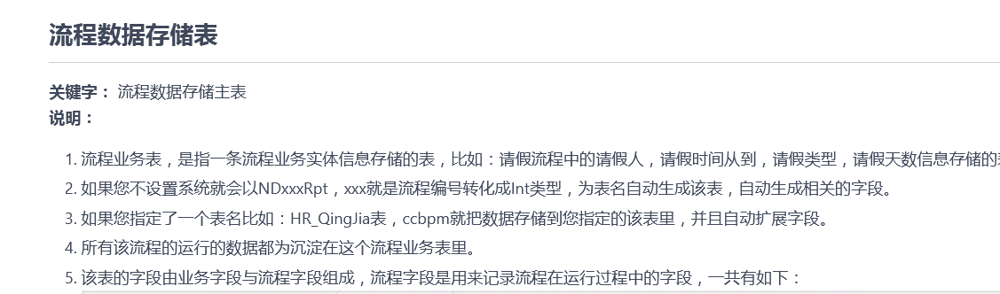 流程数据存储表
关键字： 流程数据存储主表
说明：
1. 流程业务表，是指一条流程业务实体信息存储的表，比如：请假流程中的请假人，请假时间从到，请假类型，请假天数信息存储的
2. 如果您不设置系统就会以NDxxxRpt，xxx就是流程编号转化成Int类型，为表名自动生成该表，自动生成相关的字段。
3. 如果您指定了一个表名比如：HR_QingJia表，ccbpm就把数据存储到您指定的该表里，并且自动扩展字段。
4. 所有该流程的运行的数据都为沉淀在这个流程业务表里。
5. 该表的字段由业务字段与流程字段组成，流程字段是用来记录流程在运行过程中的字段，一共有如下：